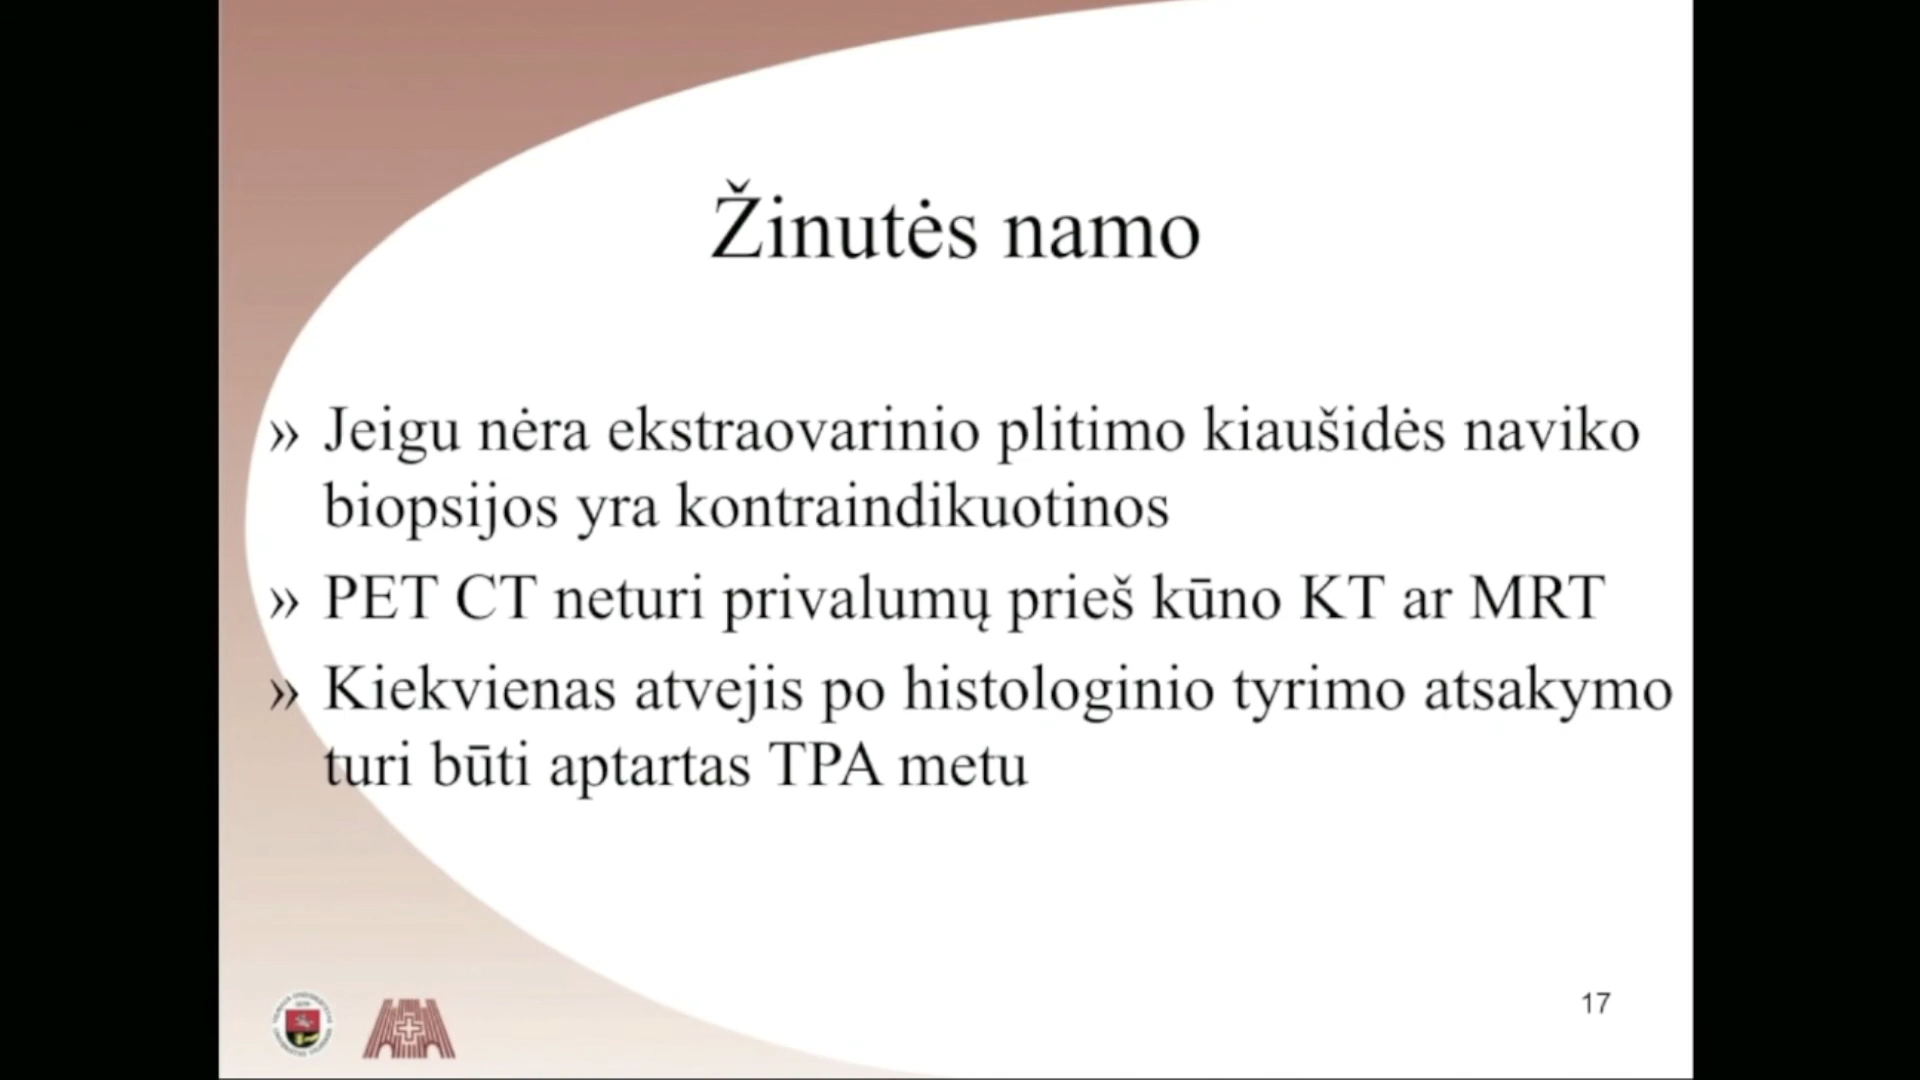 Žinutės namo
» Jeigu nėra ekstraovarinio plitimo kiaušidės naviko
biopsijos yra kontraindikuotinos
» PET CT neturi privalumų prieš kūno KT ar MRT
» Kiekvienas atvejis po histologinio tyrimo atsakymo
turi būti aptartas TPA metu
17